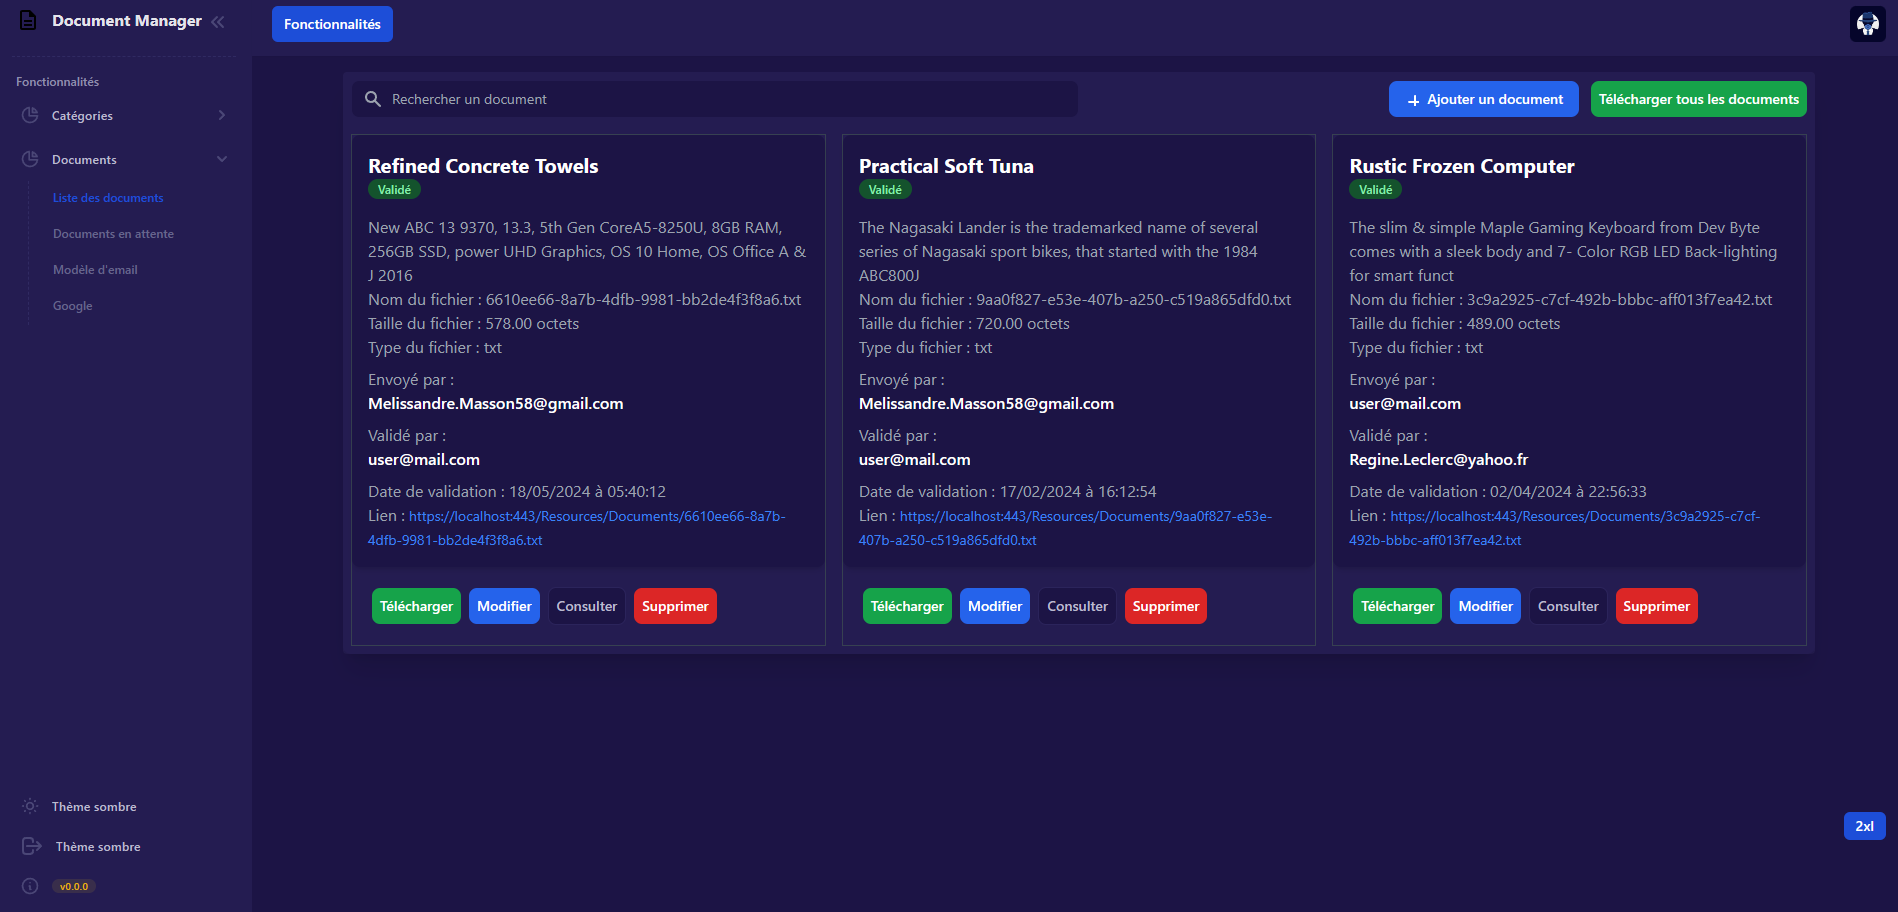 Document Manager
Fonctionnalités
Fonctionnalités
Catégories
Documents
Liste des documents
Documents en attente
Modèle d'email
Google
Thème sombre
Thème sombre
v0.0.0
Rechercher un document
Ajouter un document
Télécharger tous les documents
Refined Concrete Towels
Validé
New ABC 13 9370, 13.3, 5th Gen CoreA5-8250U, 8GB RAM,
256GB SSD, power UHD Graphics, OS 10 Home, OS Office A &
J 2016
Nom du fichier : 6610ee66-8a7b-4dfb-9981-bb2de4f3f8a6.txt
Taille du fichier : 578.00 octets
Type du fichier : txt
Envoyé par :
Melissandre.Masson58@gmail.com
Validé par :
user@mail.com
Date de validation : 18/05/2024 à 05:40:12
Lien : https://localhost:443/Resources/Documents/6610ee66-8a7b-
4dfb-9981-bb2de4f3f8a6.txt
Télécharger
Modifier
Consulter
Supprimer
Practical Soft Tuna
Validé
The Nagasaki Lander is the trademarked name of several
series of Nagasaki sport bikes, that started with the 1984
ABC800J
Nom du fichier : 9aa0f827-e53e-407b-a250-c519a865dfd0.txt
Taille du fichier : 720.00 octets
Type du fichier : txt
Envoyé par :
Melissandre.Masson58@gmail.com
Validé par :
user@mail.com
Date de validation : 17/02/2024 à 16:12:54
Lien : https://localhost:443/Resources/Documents/9aa0f827-e53e-
407b-a250-c519a865dfd0.txt
Télécharger
Modifier
Consulter
Supprimer
Rustic Frozen Computer
Validé
The slim & simple Maple Gaming Keyboard from Dev Byte
comes with a sleek body and 7- Color RGB LED Back-lighting
for smart funct
Nom du fichier : 3c9a2925-c7cf-492b-bbbc-aff013f7ea42.txt
Taille du fichier : 489.00 octets
Type du fichier : txt
Envoyé par :
user@mail.com
Validé par :
Regine.Leclerc@yahoo.fr
Date de validation : 02/04/2024 à 22:56:33
Lien : https://localhost:443/Resources/Documents/3c9a2925-c7cf-
492b-bbbc-aff013f7ea42.txt
Télécharger
Modifier
Consulter
Supprimer
2xl